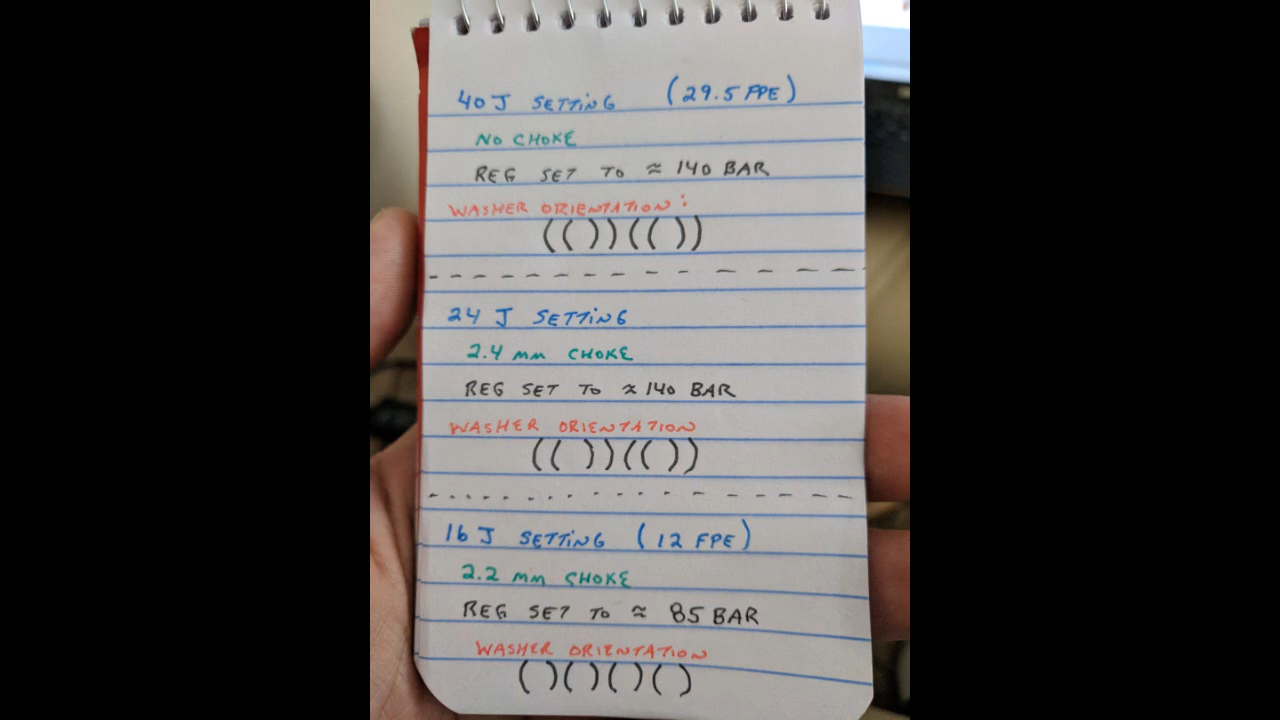 40 J SETTING (29.5 FPE)
NO CHOKE
REG SET TO ≈ 140 BAR
WASHER ORIENTATION:
(( ))(( ))
24 J SETTING
2.4 mm CHOKE
REG SET TO ≈ 140 BAR
WASHER ORIENTATION
(( ))(( ))
16 J SETTING (12 FPE)
2.2 mm CHOKE
REG SET TO ≈ 85 BAR
WASHER ORIENTATION
()()()()